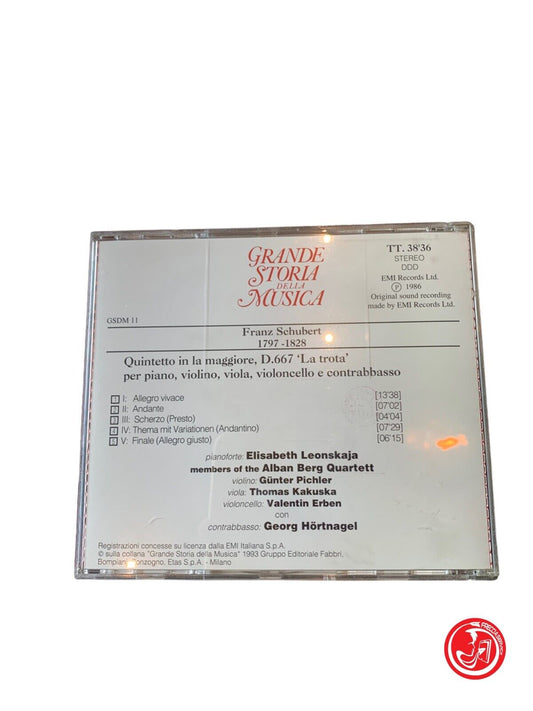 GRANDE
STORIA
DELLA
MUSICA
TT. 38'36
STEREO
DDD
EMI Records Ltd.
Ⓟ 1986
Original sound recording
made by EMI Records Ltd.
GSDM 11
Franz Schubert
1797 -1828
Quintetto in la maggiore, D.667 'La trota'
per piano, violino, viola, violoncello e contrabbasso
1 I: Allegro vivace [13'38]
2 II: Andante [07'02]
3 III: Scherzo (Presto) [04'04]
4 IV: Thema mit Variationen (Andantino) [07'29]
5 V: Finale (Allegro giusto) [06'15]
pianoforte: Elisabeth Leonskaja
members of the Alban Berg Quartett
violino: Günter Pichler
viola: Thomas Kakuska
violoncello: Valentin Erben
con
contrabbasso: Georg Hörtnagel
Registrazioni concesse su licenza dalla EMI Italiana S.p.A.
© sulla collana "Grande Storia della Musica" 1993 Gruppo Editoriale Fabbri,
Bompiani, Sonzogno, Etas S.p.A. - Milano